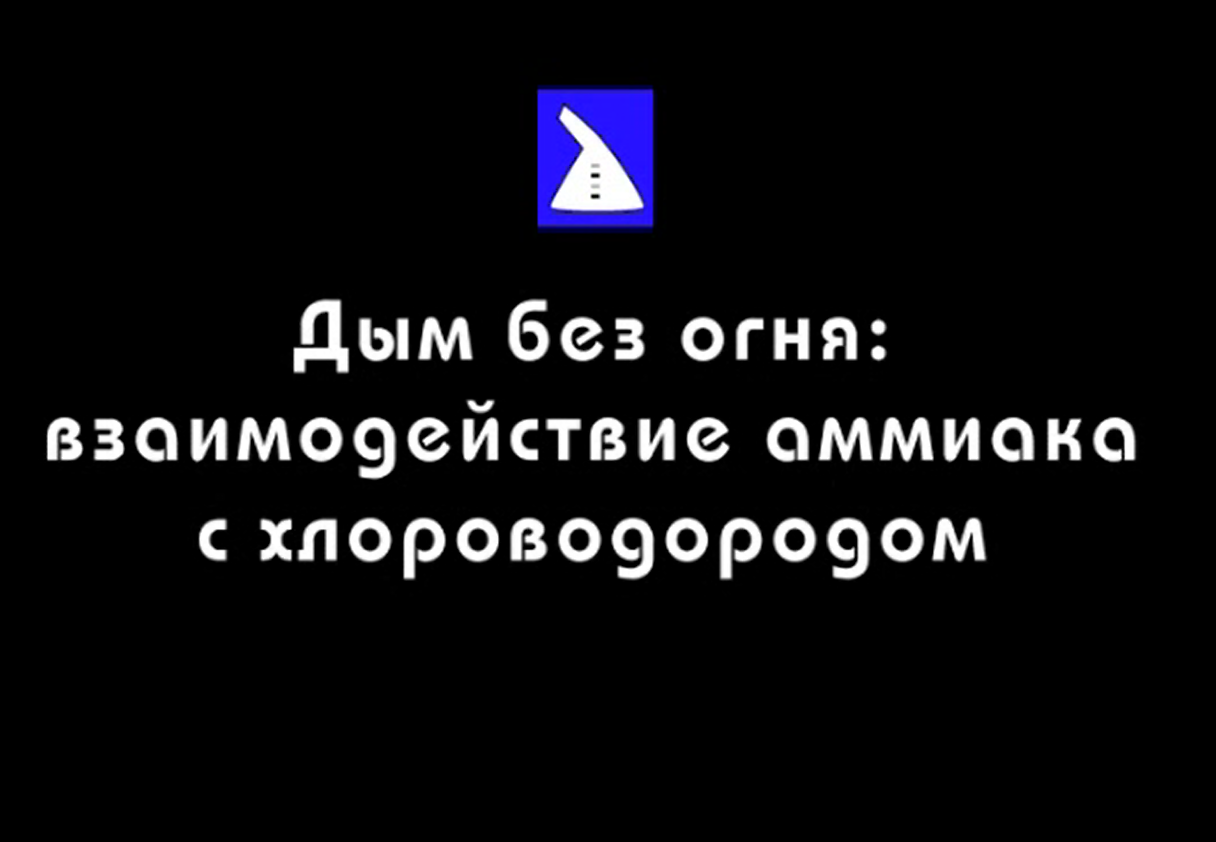 Дым без огня:
взаимодействие аммиака
с хлороводородом